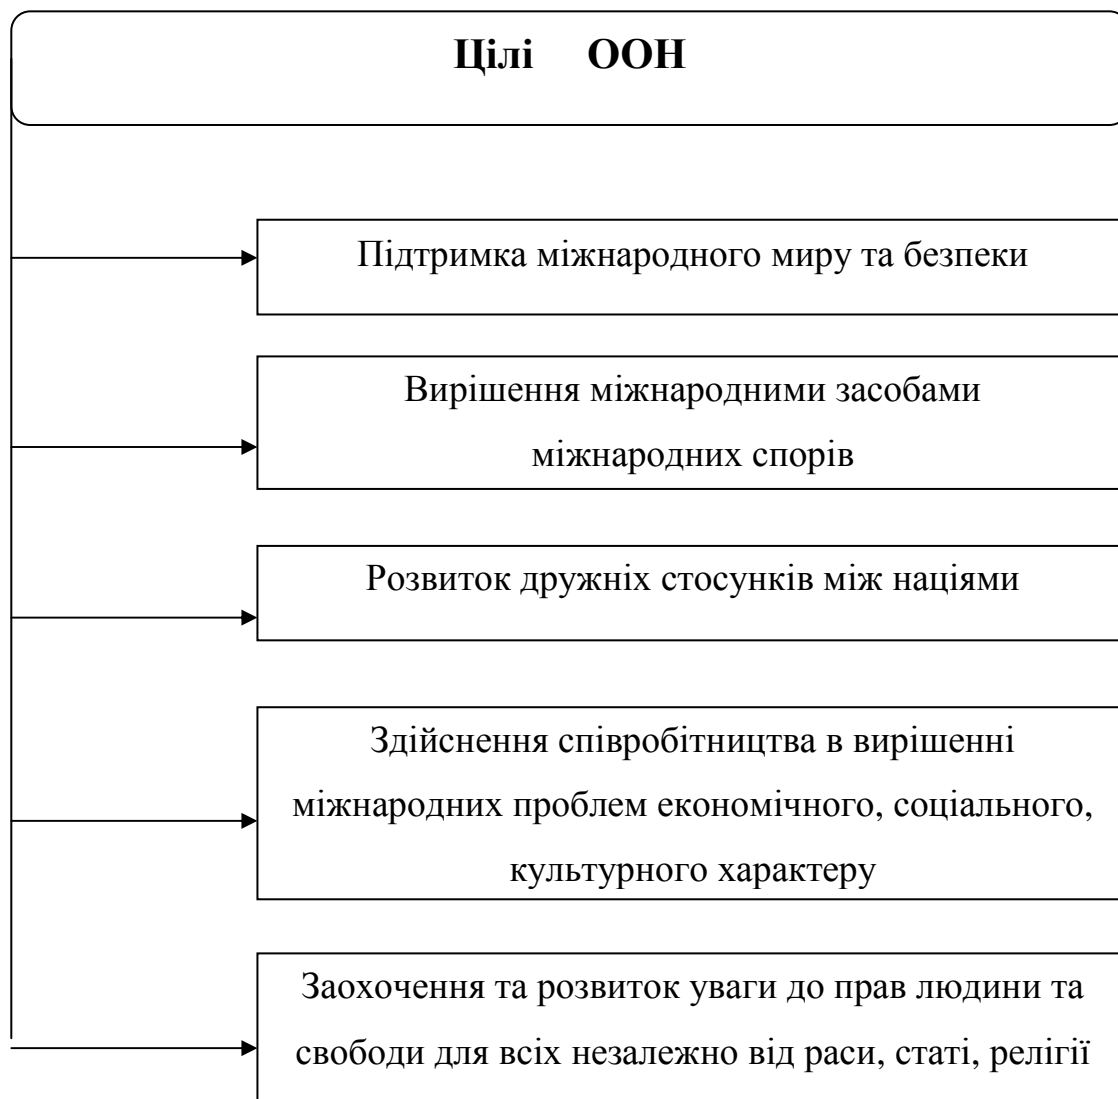 Цілі ООН
Підтримка міжнародного миру та безпеки
Вирішення міжнародними засобами
міжнародних спорів
Розвиток дружніх стосунків між націями
Здійснення співробітництва в вирішенні
міжнародних проблем економічного, соціального,
культурного характеру
Заохочення та розвиток уваги до прав людини та
свободи для всіх незалежно від раси, статі, релігії